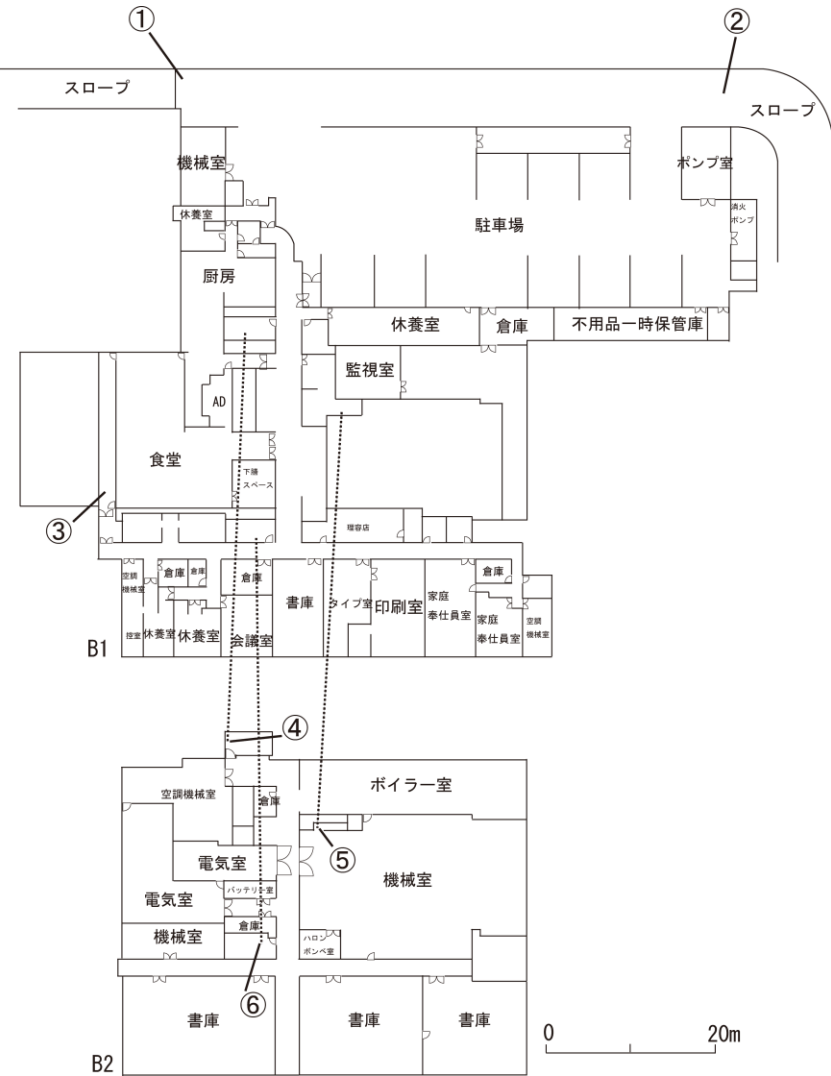 ①
②
スロープ
スロープ
機械室
ポンプ室
休養室
消火
ポンプ
駐車場
厨房
休養室
倉庫
不用品一時保管庫
監視室
AD
食堂
下膳
スペース
③
理容店
空調
機械室
倉庫
倉庫
倉庫
書庫
タイプ室
印刷室
家庭
奉仕員室
倉庫
家庭
奉仕員室
空調
機械室
控室
休養室
休養室
会議室
B1
④
空調機械室
倉庫
ボイラー室
⑤
電気室
機械室
バッテリー室
電気室
倉庫
機械室
ハロン
ボンベ室
⑥
書庫
書庫
書庫
0
20m
B2